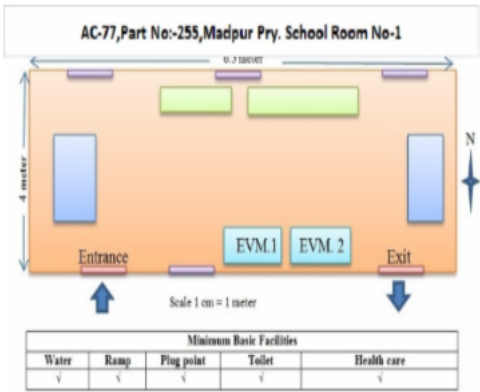 AC-77,Part No:-255,Madpur Pry. School Room No-1
meter
4 meter
N
EVM.1 EVM. 2
Entrance Exit
Scale 1 cm = 1 meter
Minimum Basic Facilities
Water Ramp Plug point Toilet Health care
√ √ √ √ √